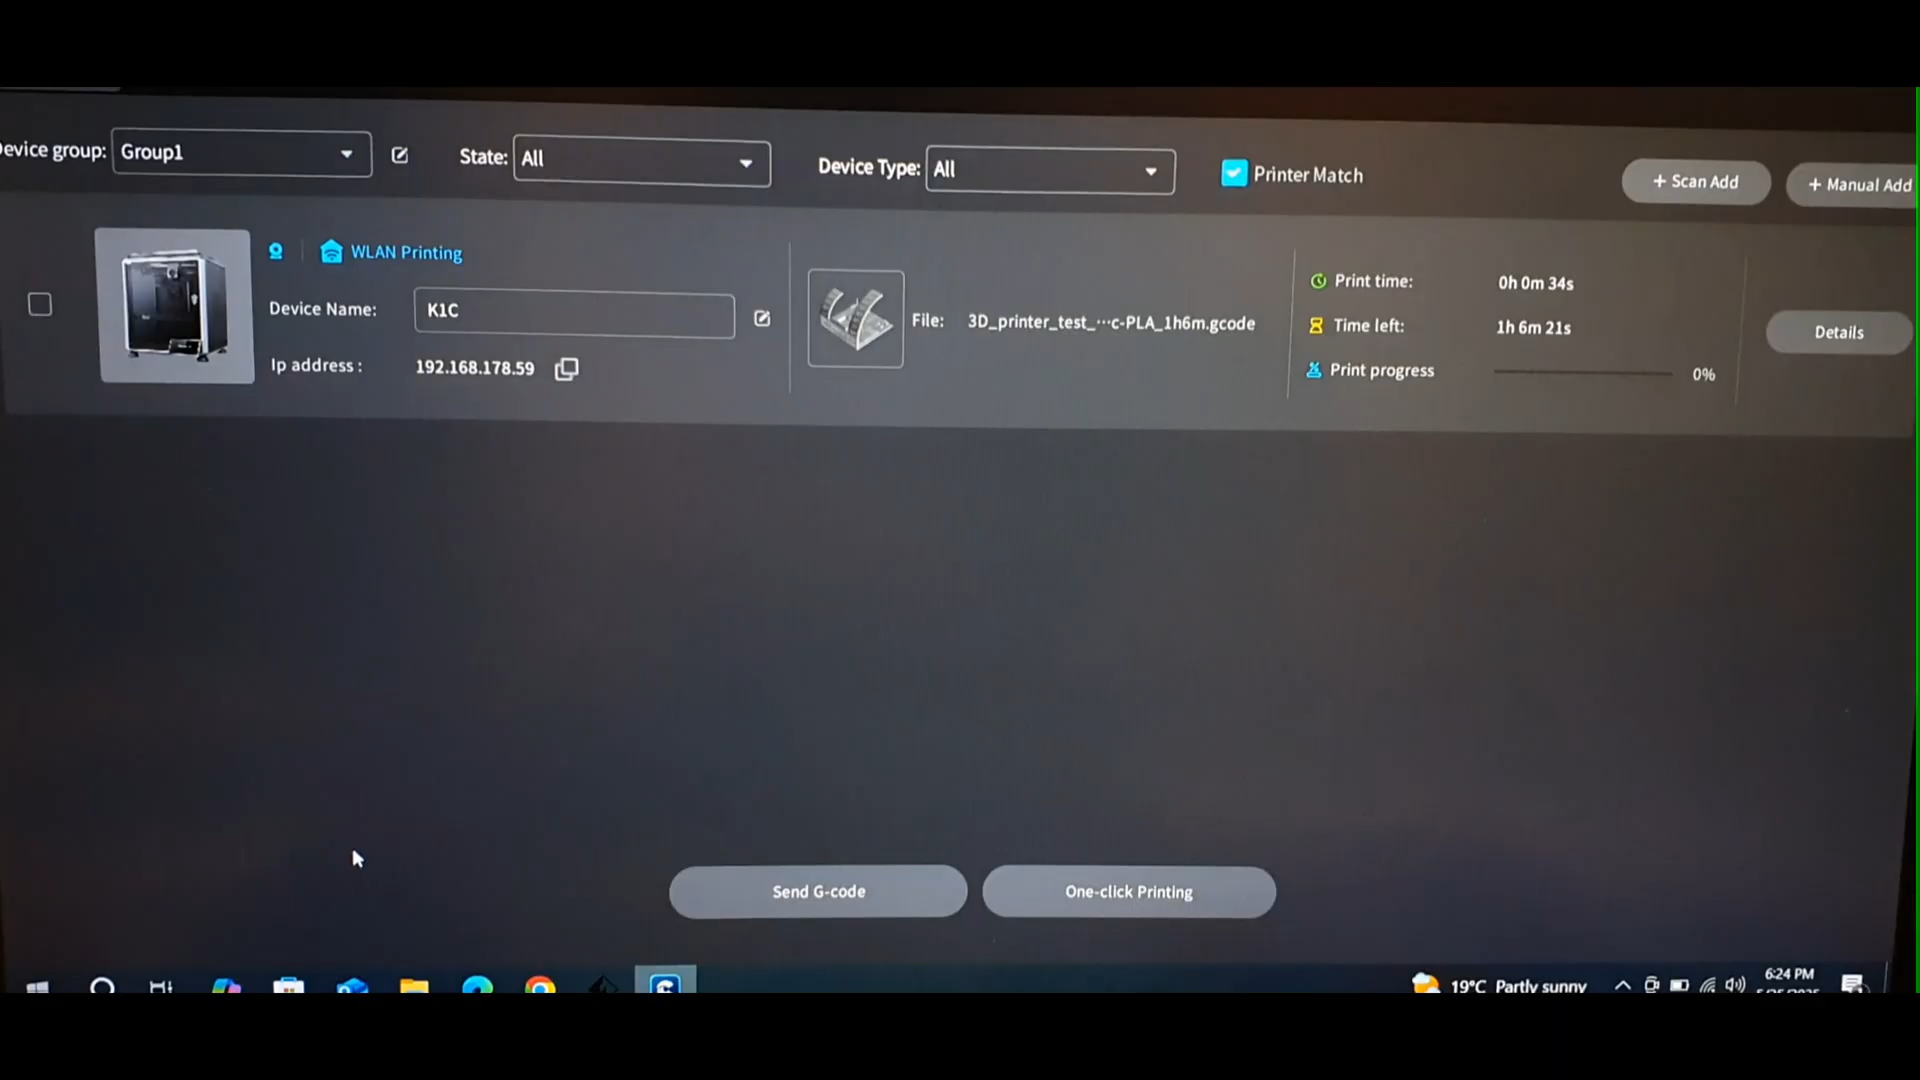 evice group: Group1 State: All Device Type: All Printer Match + Scan Add + Manual Add
WLAN Printing
Device Name: K1C
Ip address : 192.168.178.59
File: 3D_printer_test_···c-PLA_1h6m.gcode
Print time: 0h 0m 34s
Time left: 1h 6m 21s
Print progress 0%
Details
Send G-code One-click Printing
19°C Partly sunny 6:24 PM